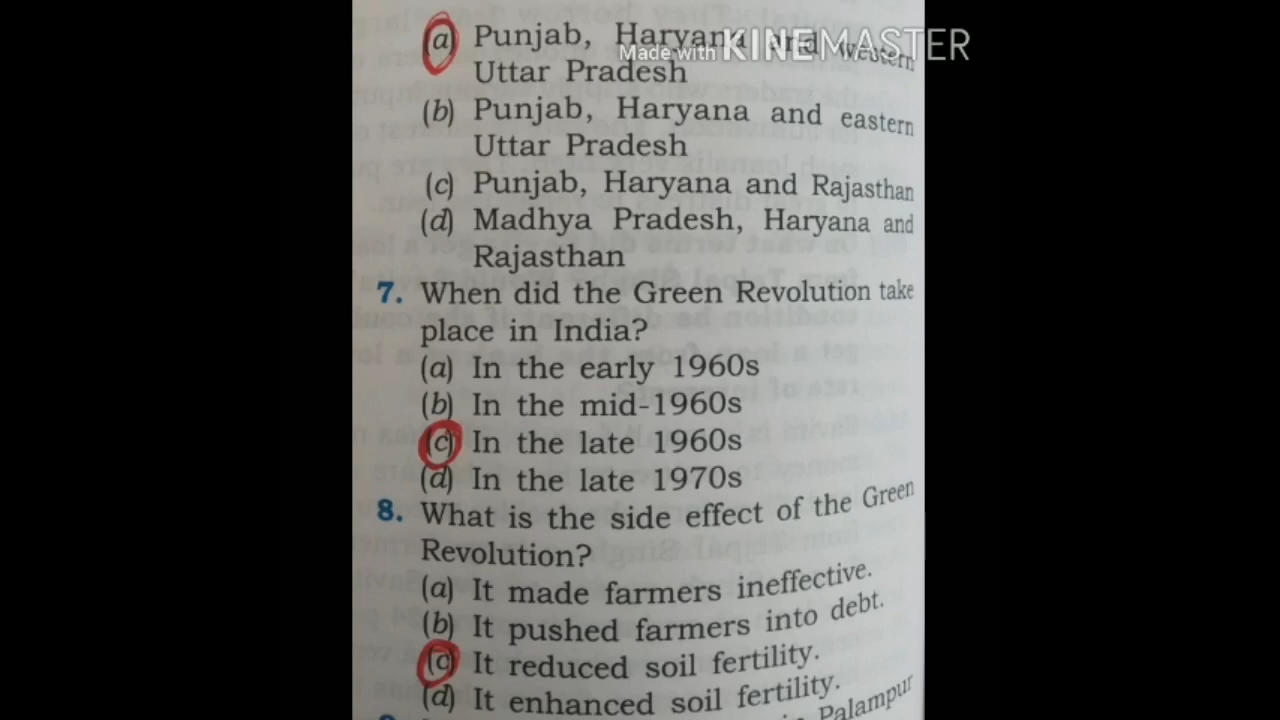 (a) Punjab, Haryana and western
Made with KINEMASTER
Uttar Pradesh
(b) Punjab, Haryana and eastern
Uttar Pradesh
(c) Punjab, Haryana and Rajasthan
(d) Madhya Pradesh, Haryana and
Rajasthan
7. When did the Green Revolution take
place in India?
(a) In the early 1960s
(b) In the mid-1960s
(c) In the late 1960s
(d) In the late 1970s
8. What is the side effect of the Green
Revolution?
(a) It made farmers ineffective.
(b) It pushed farmers into debt.
(c) It reduced soil fertility.
(d) It enhanced soil fertility.
Palampur